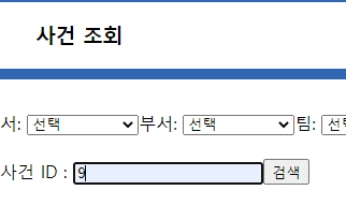 사건 조회
서: 선택 부서: 선택 팀: 선택
사건 ID : 9 검색